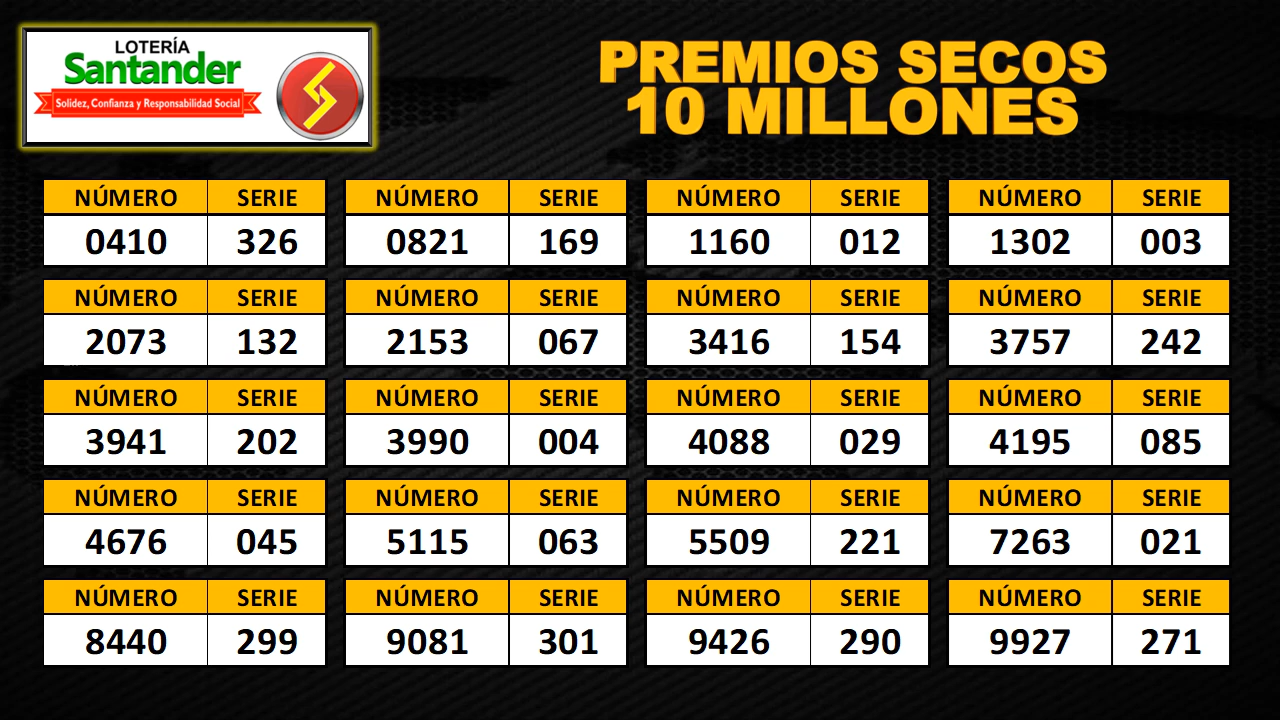 LOTERÍA
Santander
Solidez, Confianza y Responsabilidad Social
PREMIOS SECOS
10 MILLONES
NÚMERO SERIE NÚMERO SERIE NÚMERO SERIE NÚMERO SERIE
0410 326 0821 169 1160 012 1302 003
NÚMERO SERIE NÚMERO SERIE NÚMERO SERIE NÚMERO SERIE
2073 132 2153 067 3416 154 3757 242
NÚMERO SERIE NÚMERO SERIE NÚMERO SERIE NÚMERO SERIE
3941 202 3990 004 4088 029 4195 085
NÚMERO SERIE NÚMERO SERIE NÚMERO SERIE NÚMERO SERIE
4676 045 5115 063 5509 221 7263 021
NÚMERO SERIE NÚMERO SERIE NÚMERO SERIE NÚMERO SERIE
8440 299 9081 301 9426 290 9927 271